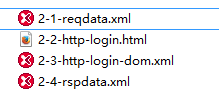 2-1-reqdata.xml
2-2-http-login.html
2-3-http-login-dom.xml
2-4-rspdata.xml